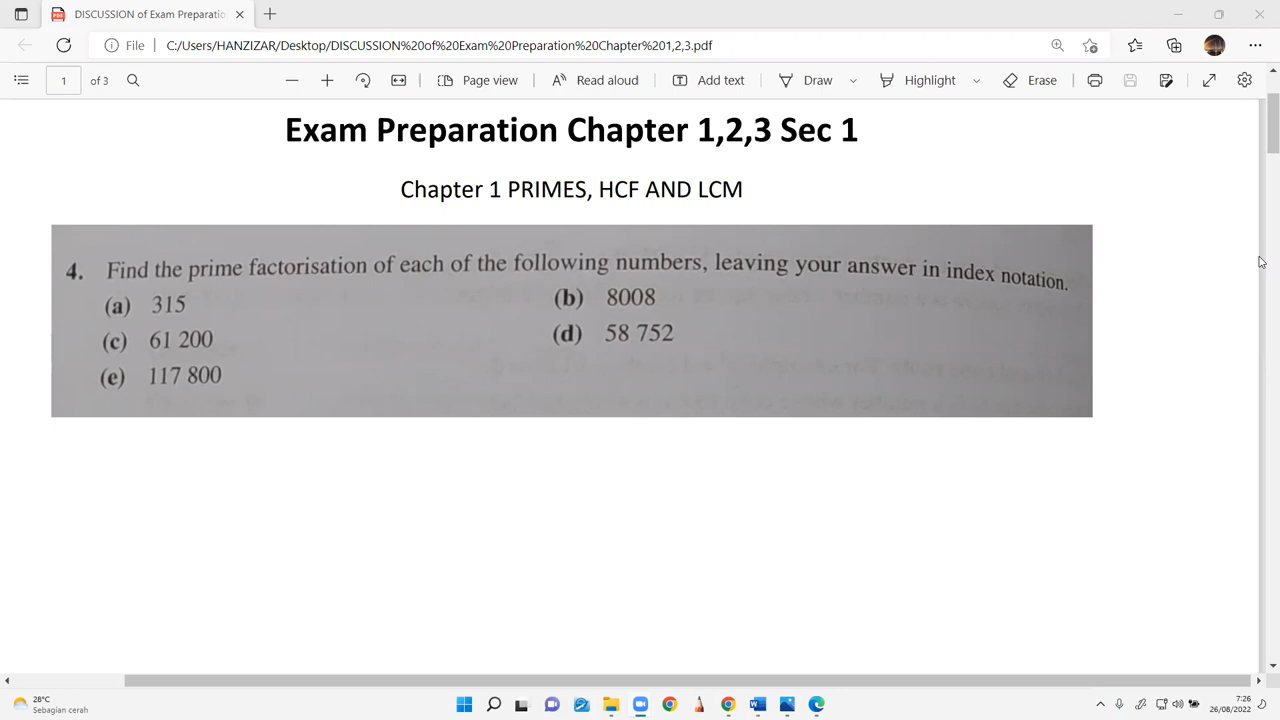 DISCUSSION of Exam Preparatio
File
C:/Users/HANZIZAR/Desktop/DISCUSSION%20of%20Exam%20Preparation%20Chapter%201,2,3.pdf
1 of 3
Page view
Read aloud
Add text
Draw
Highlight
Erase
Exam Preparation Chapter 1,2,3 Sec 1
Chapter 1 PRIMES, HCF AND LCM
4. Find the prime factorisation of each of the following numbers, leaving your answer in index notation.
(a) 315 (b) 8008
(c) 61 200 (d) 58 752
(e) 117 800
28°C
Sebagian cerah
7:26
26/08/2022